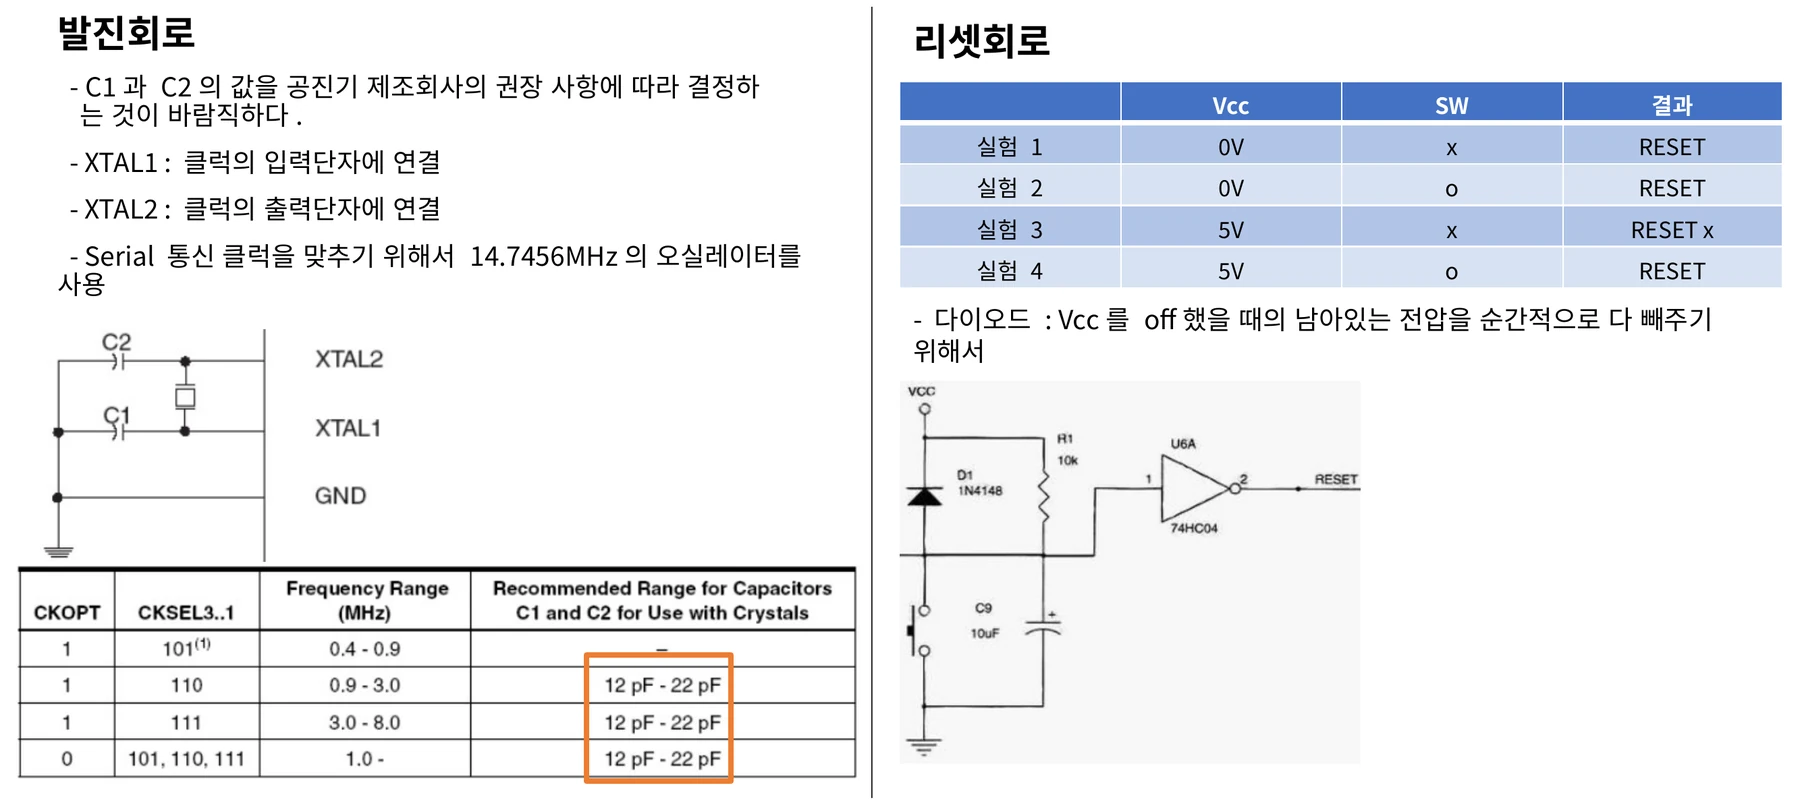 발진회로
- C1 과 C2 의 값을 공진기 제조회사의 권장 사항에 따라 결정하
는 것이 바람직하다 .
- XTAL1 : 클럭의 입력단자에 연결
- XTAL2 : 클럭의 출력단자에 연결
- Serial 통신 클럭을 맞추기 위해서 14.7456MHz 의 오실레이터를
사용
C2
XTAL2
C1
XTAL1
GND
CKOPT CKSEL3..1 Frequency Range (MHz) Recommended Range for Capacitors C1 and C2 for Use with Crystals
1 101(1) 0.4 - 0.9 –
1 110 0.9 - 3.0 12 pF - 22 pF
1 111 3.0 - 8.0 12 pF - 22 pF
0 101, 110, 111 1.0 - 12 pF - 22 pF
리셋회로
Vcc SW 결과
실험 1 0V x RESET
실험 2 0V o RESET
실험 3 5V x RESET x
실험 4 5V o RESET
- 다이오드 : Vcc 를 off 했을 때의 남아있는 전압을 순간적으로 다 빼주기
위해서
VCC
R1
10k
D1
1N4148
U6A
1
2
RESET
74HC04
C9
10uF
+